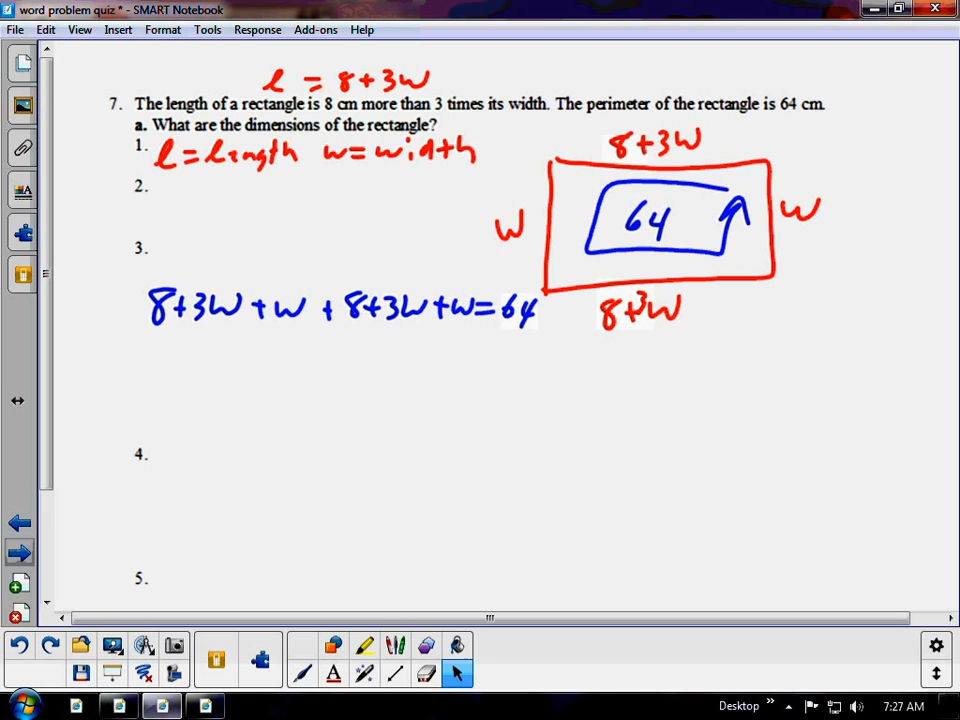 word problem quiz * - SMART Notebook
File Edit View Insert Format Tools Response Add-ons Help
l = 8+3w
7. The length of a rectangle is 8 cm more than 3 times its width. The perimeter of the rectangle is 64 cm.
a. What are the dimensions of the rectangle?
1. l = length w = width
8+3w
2.
64
w
w
3.
8+3w + w + 8+3w + w = 64
8+3w
4.
5.
Desktop »
7:27 AM